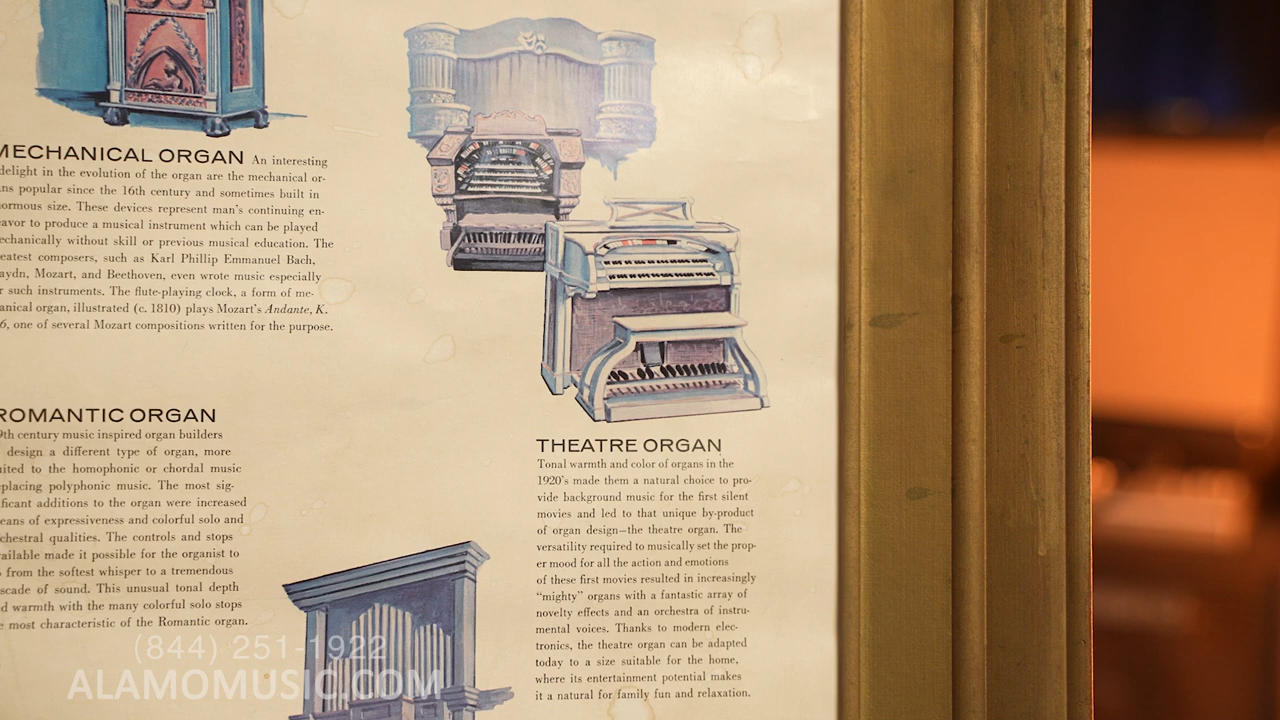 MECHANICAL ORGAN An interesting
delight in the evolution of the organ are the mechanical or-
popular since the 16th century and sometimes built in
size. These devices represent man's continuing en-
to produce a musical instrument which can be played
without skill or previous musical education. The
composers, such as Karl Phillip Emmanuel Bach,
Mozart, and Beethoven, even wrote music especially
such instruments. The flute-playing clock, a form of me-
organ, illustrated (c. 1810) plays Mozart's Andante, K.
6, one of several Mozart compositions written for the purpose.
ROMANTIC ORGAN
9th century music inspired organ builders
design a different type of organ, more
to the homophonic or chordal music
polyphonic music. The most sig-
additions to the organ were increased
of expressiveness and colorful solo and
qualities. The controls and stops
made it possible for the organist to
from the softest whisper to a tremendous
of sound. This unusual tonal depth
warmth with the many colorful solo stops
most characteristic of the Romantic organ.
THEATRE ORGAN
Tonal warmth and color of organs in the
1920's made them a natural choice to pro-
vide background music for the first silent
movies and led to that unique by-product
of organ design—the theatre organ. The
versatility required to musically set the prop-
er mood for all the action and emotions
of these first movies resulted in increasingly
"mighty" organs with a fantastic array of
novelty effects and an orchestra of instru-
mental voices. Thanks to modern elec-
tronics, the theatre organ can be adapted
today to a size suitable for the home,
where its entertainment potential makes
it a natural for family fun and relaxation.
(844) 251-1922
ALAMOMUSIC.COM